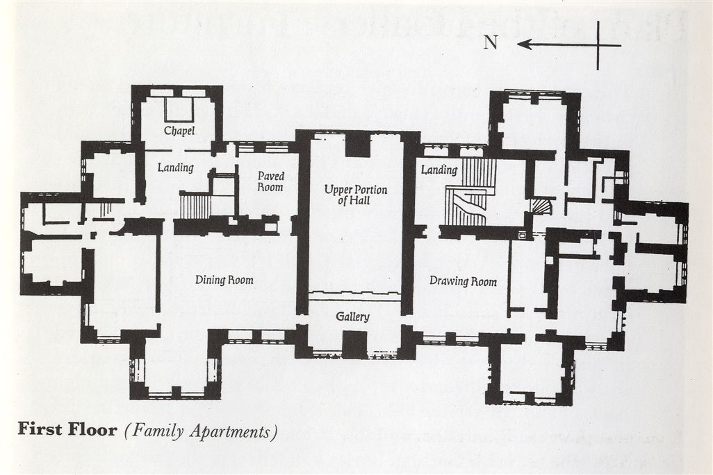 N
Chapel
Landing
Paved
Room
Upper Portion
of Hall
Landing
Dining Room
Drawing Room
Gallery
First Floor (Family Apartments)